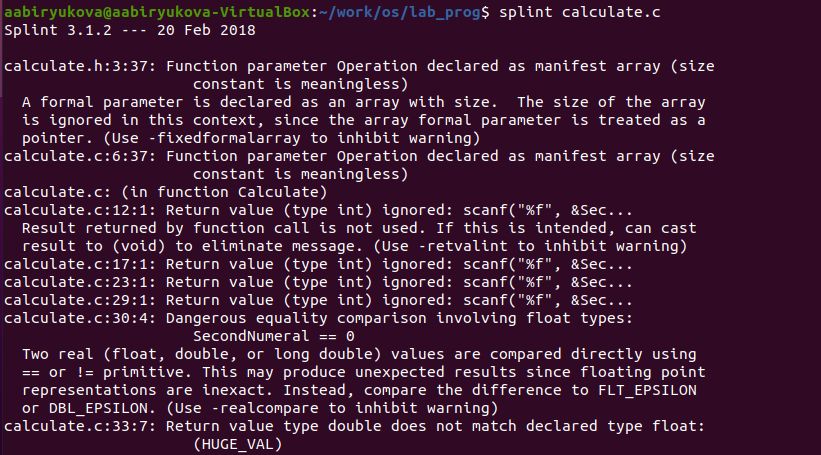 aabiryukova@aabiryukova-VirtualBox:~/work/os/lab_prog$ splint calculate.c
Splint 3.1.2 --- 20 Feb 2018
calculate.h:3:37: Function parameter Operation declared as manifest array (size
constant is meaningless)
A formal parameter is declared as an array with size.  The size of the array
is ignored in this context, since the array formal parameter is treated as a
pointer. (Use -fixedformalarray to inhibit warning)
calculate.c:6:37: Function parameter Operation declared as manifest array (size
constant is meaningless)
calculate.c: (in function Calculate)
calculate.c:12:1: Return value (type int) ignored: scanf("%f", &Sec...
Result returned by function call is not used. If this is intended, can cast
result to (void) to eliminate message. (Use -retvalint to inhibit warning)
calculate.c:17:1: Return value (type int) ignored: scanf("%f", &Sec...
calculate.c:23:1: Return value (type int) ignored: scanf("%f", &Sec...
calculate.c:29:1: Return value (type int) ignored: scanf("%f", &Sec...
calculate.c:30:4: Dangerous equality comparison involving float types:
SecondNumeral == 0
Two real (float, double, or long double) values are compared directly using
== or != primitive. This may produce unexpected results since floating point
representations are inexact. Instead, compare the difference to FLT_EPSILON
or DBL_EPSILON. (Use -realcompare to inhibit warning)
calculate.c:33:7: Return value type double does not match declared type float:
(HUGE_VAL)